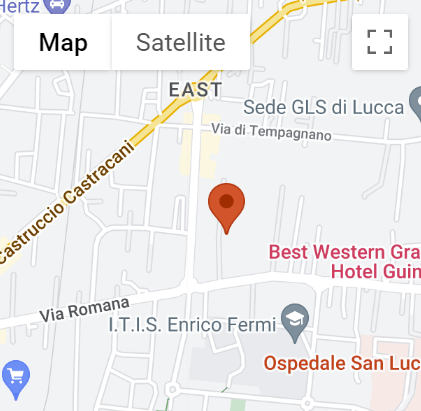 Hertz
Map
Satellite
EAST
Sede GLS di Lucca
Via di Tempagnano
Castruccio Castracani
Best Western Gra
Hotel Guin
Via Romana
I.T.I.S. Enrico Fermi
Ospedale San Luc